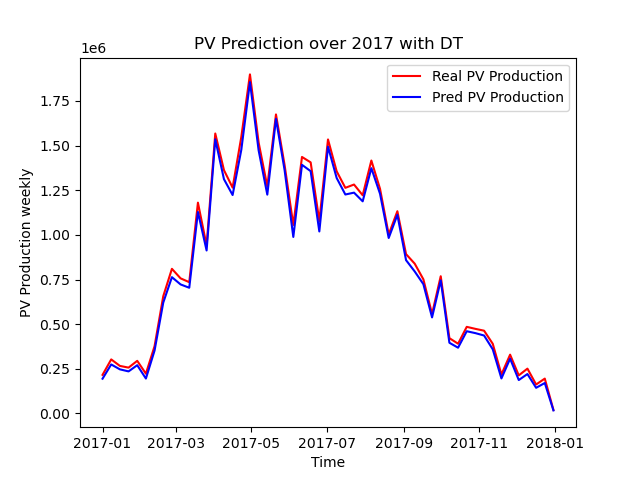 PV Prediction over 2017 with DT
1e6
Real PV Production
Pred PV Production
1.75
1.50
1.25
1.00
0.75
0.50
0.25
0.00
PV Production weekly
2017-01 2017-03 2017-05 2017-07 2017-09 2017-11 2018-01
Time